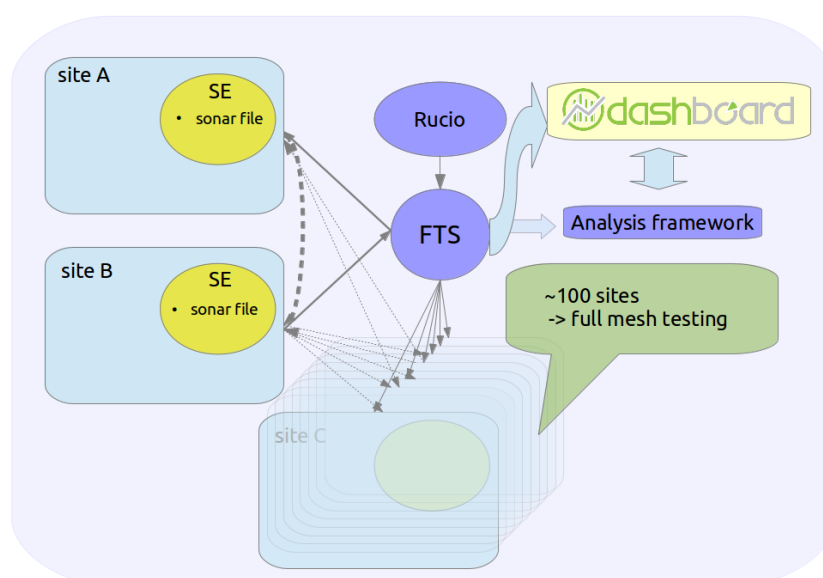 site A
SE
• sonar file
Rucio
dashboard
FTS
Analysis framework
site B
SE
• sonar file
~100 sites
-> full mesh testing
site C